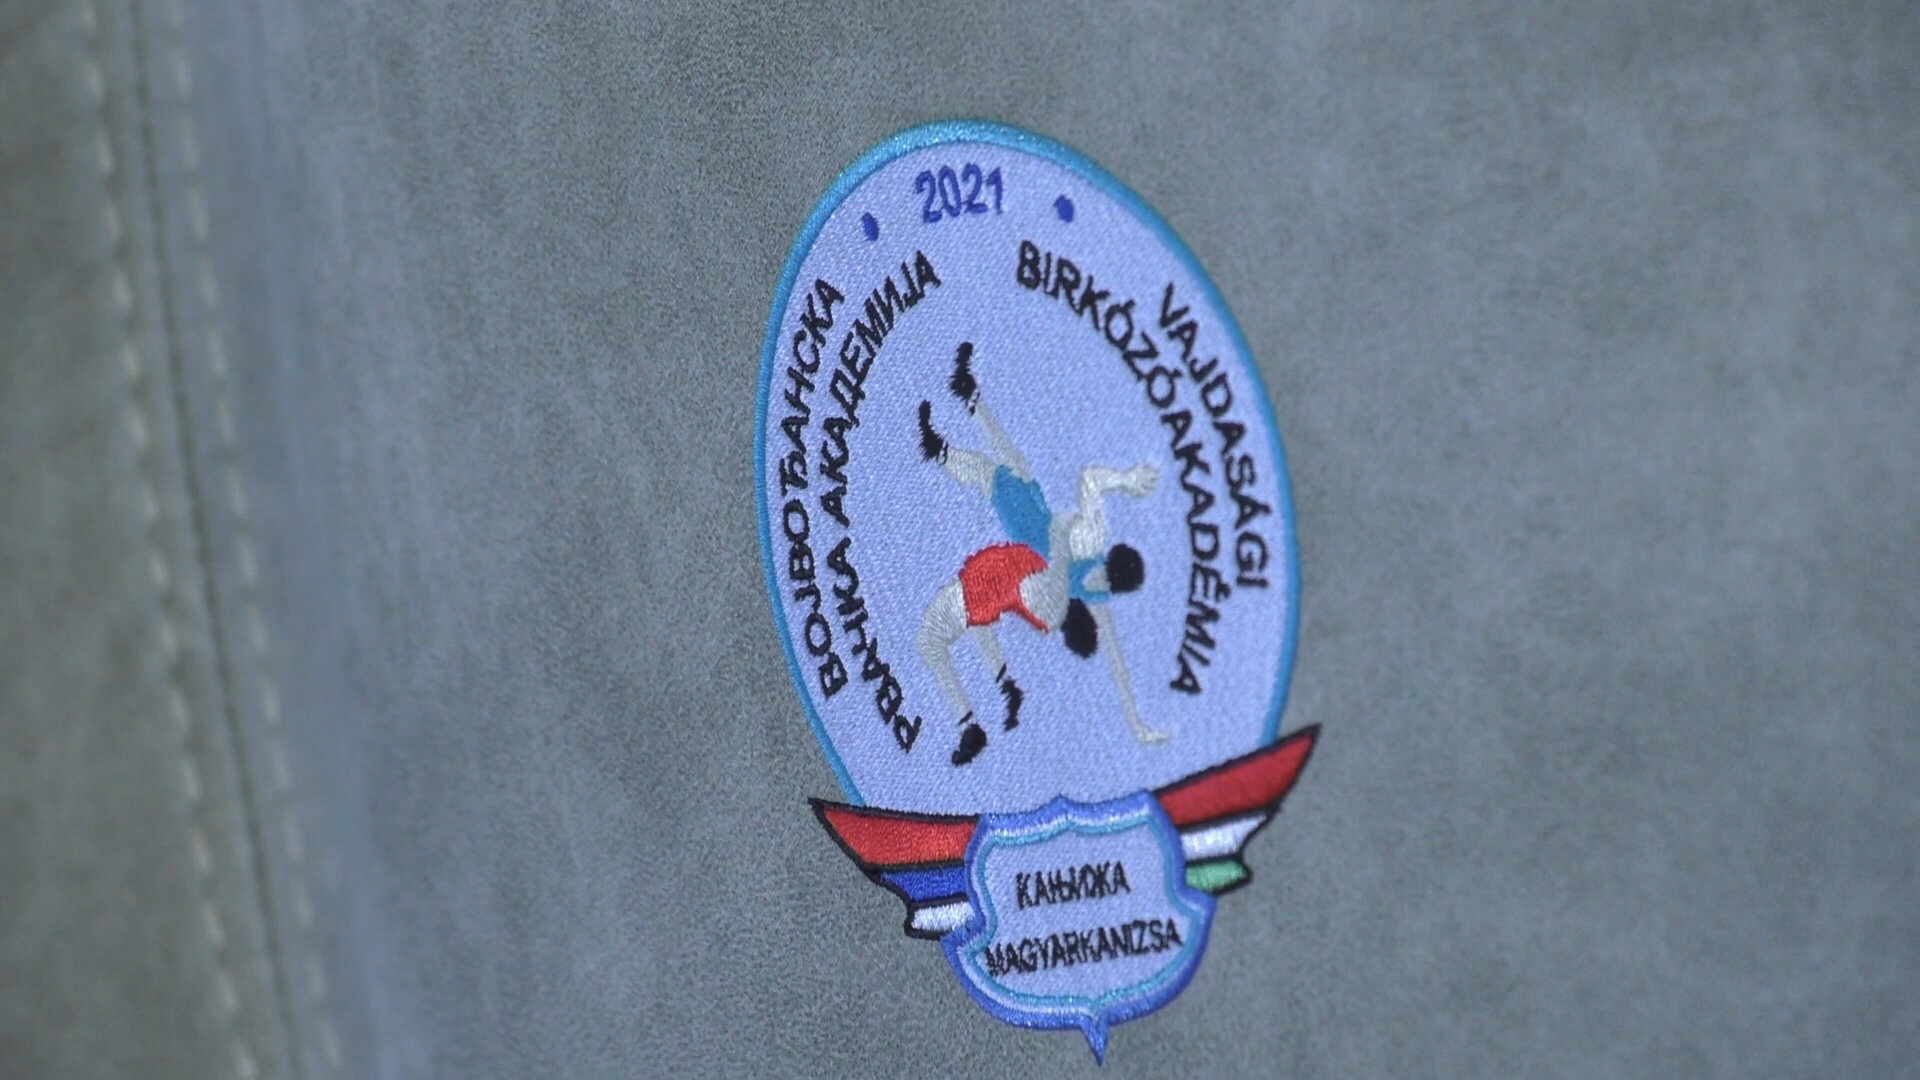 2021
ВОЈВОЂАНСКА
РВАЧКА АКАДЕМИЈА
VAJDASÁGI
BIRKÓZÓAKADÉMIA
КАЊИЖА
MAGYARKANIZSA